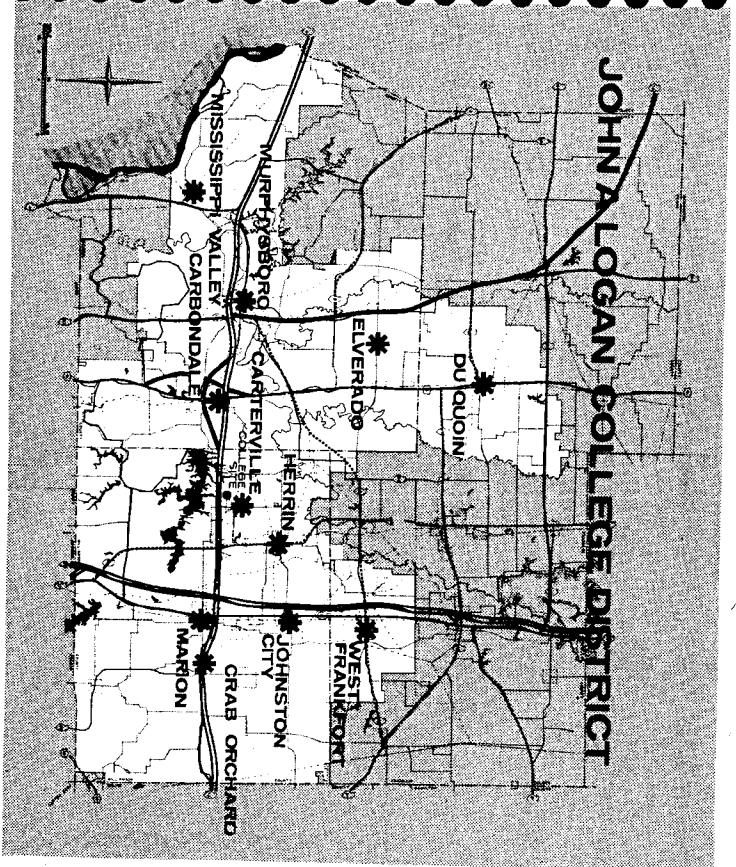 JOHN A LOGAN COLLEGE DISTRICT
DU QUOIN
ELVERADO
WEST
FRANKFORT
MURPHYSBORO
CARTERVILLE
COLLEGE
SITE
HERRIN
JOHNSTON
CITY
MISSISSIPPI VALLEY
CARBONDALE
MARION
CRAB ORCHARD